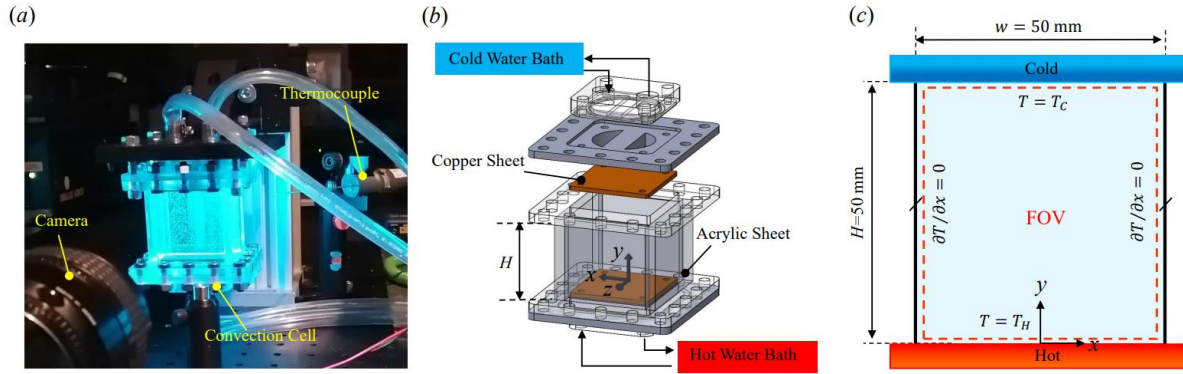 (a)
Thermocouple
Camera
Convection Cell
(b)
Cold Water Bath
Copper Sheet
Acrylic Sheet
H
y
x
z
Hot Water Bath
(c)
w = 50 mm
Cold
T = T_C
H=50 mm
∂T/∂x = 0
∂T/∂x = 0
FOV
y
T = T_H
x
Hot